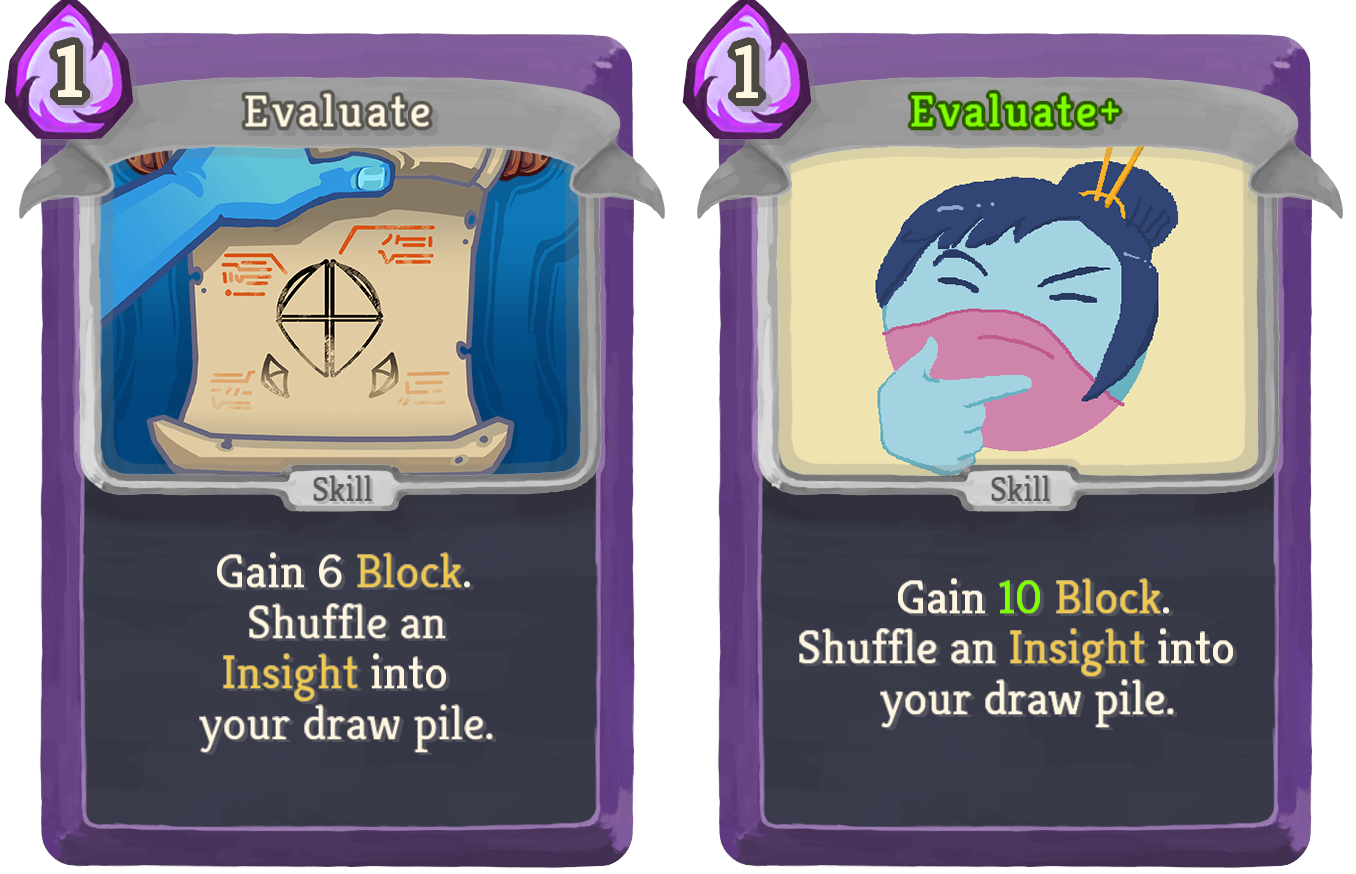 1
Evaluate
Skill
Gain 6 Block.
Shuffle an
Insight into
your draw pile.
1
Evaluate+
Skill
Gain 10 Block.
Shuffle an Insight into
your draw pile.